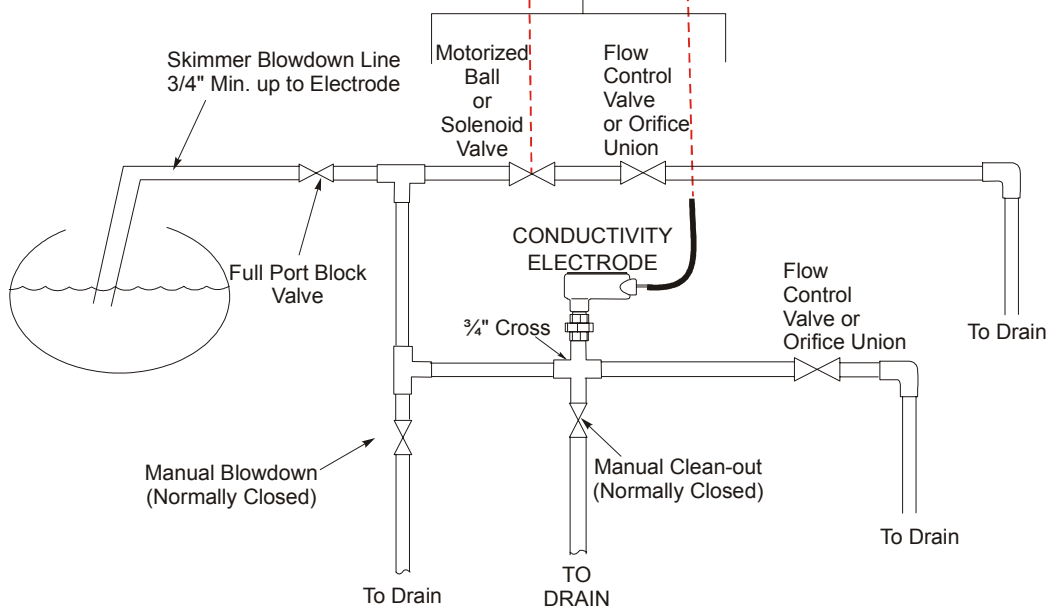 Skimmer Blowdown Line
3/4" Min. up to Electrode
Motorized
Ball
or
Solenoid
Valve
Flow
Control
Valve
or Orifice
Union
Full Port Block
Valve
CONDUCTIVITY
ELECTRODE
¾" Cross
Flow
Control
Valve or
Orifice Union
To Drain
Manual Blowdown
(Normally Closed)
Manual Clean-out
(Normally Closed)
To Drain
To Drain
TO
DRAIN